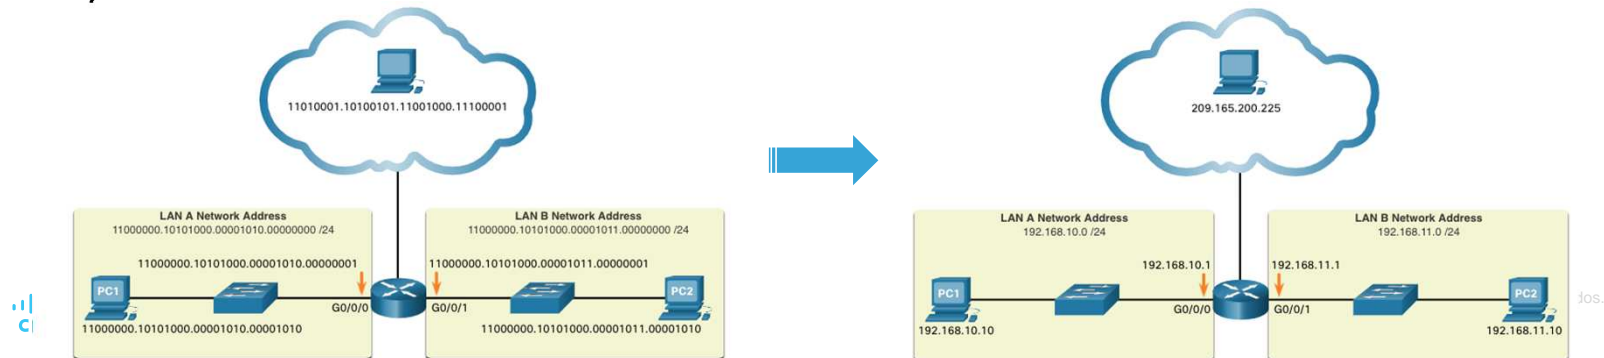 11010001.10100101.11001000.11100001
LAN A Network Address
11000000.10101000.00001010.00000000 /24
LAN B Network Address
11000000.10101000.00001011.00000000 /24
11000000.10101000.00001010.00000001
11000000.10101000.00001011.00000001
PC1
G0/0/0
G0/0/1
PC2
11000000.10101000.00001010.00001010
11000000.10101000.00001011.00001010
209.165.200.225
LAN A Network Address
192.168.10.0 /24
LAN B Network Address
192.168.11.0 /24
192.168.10.1
192.168.11.1
PC1
G0/0/0
G0/0/1
PC2
192.168.10.10
192.168.11.10